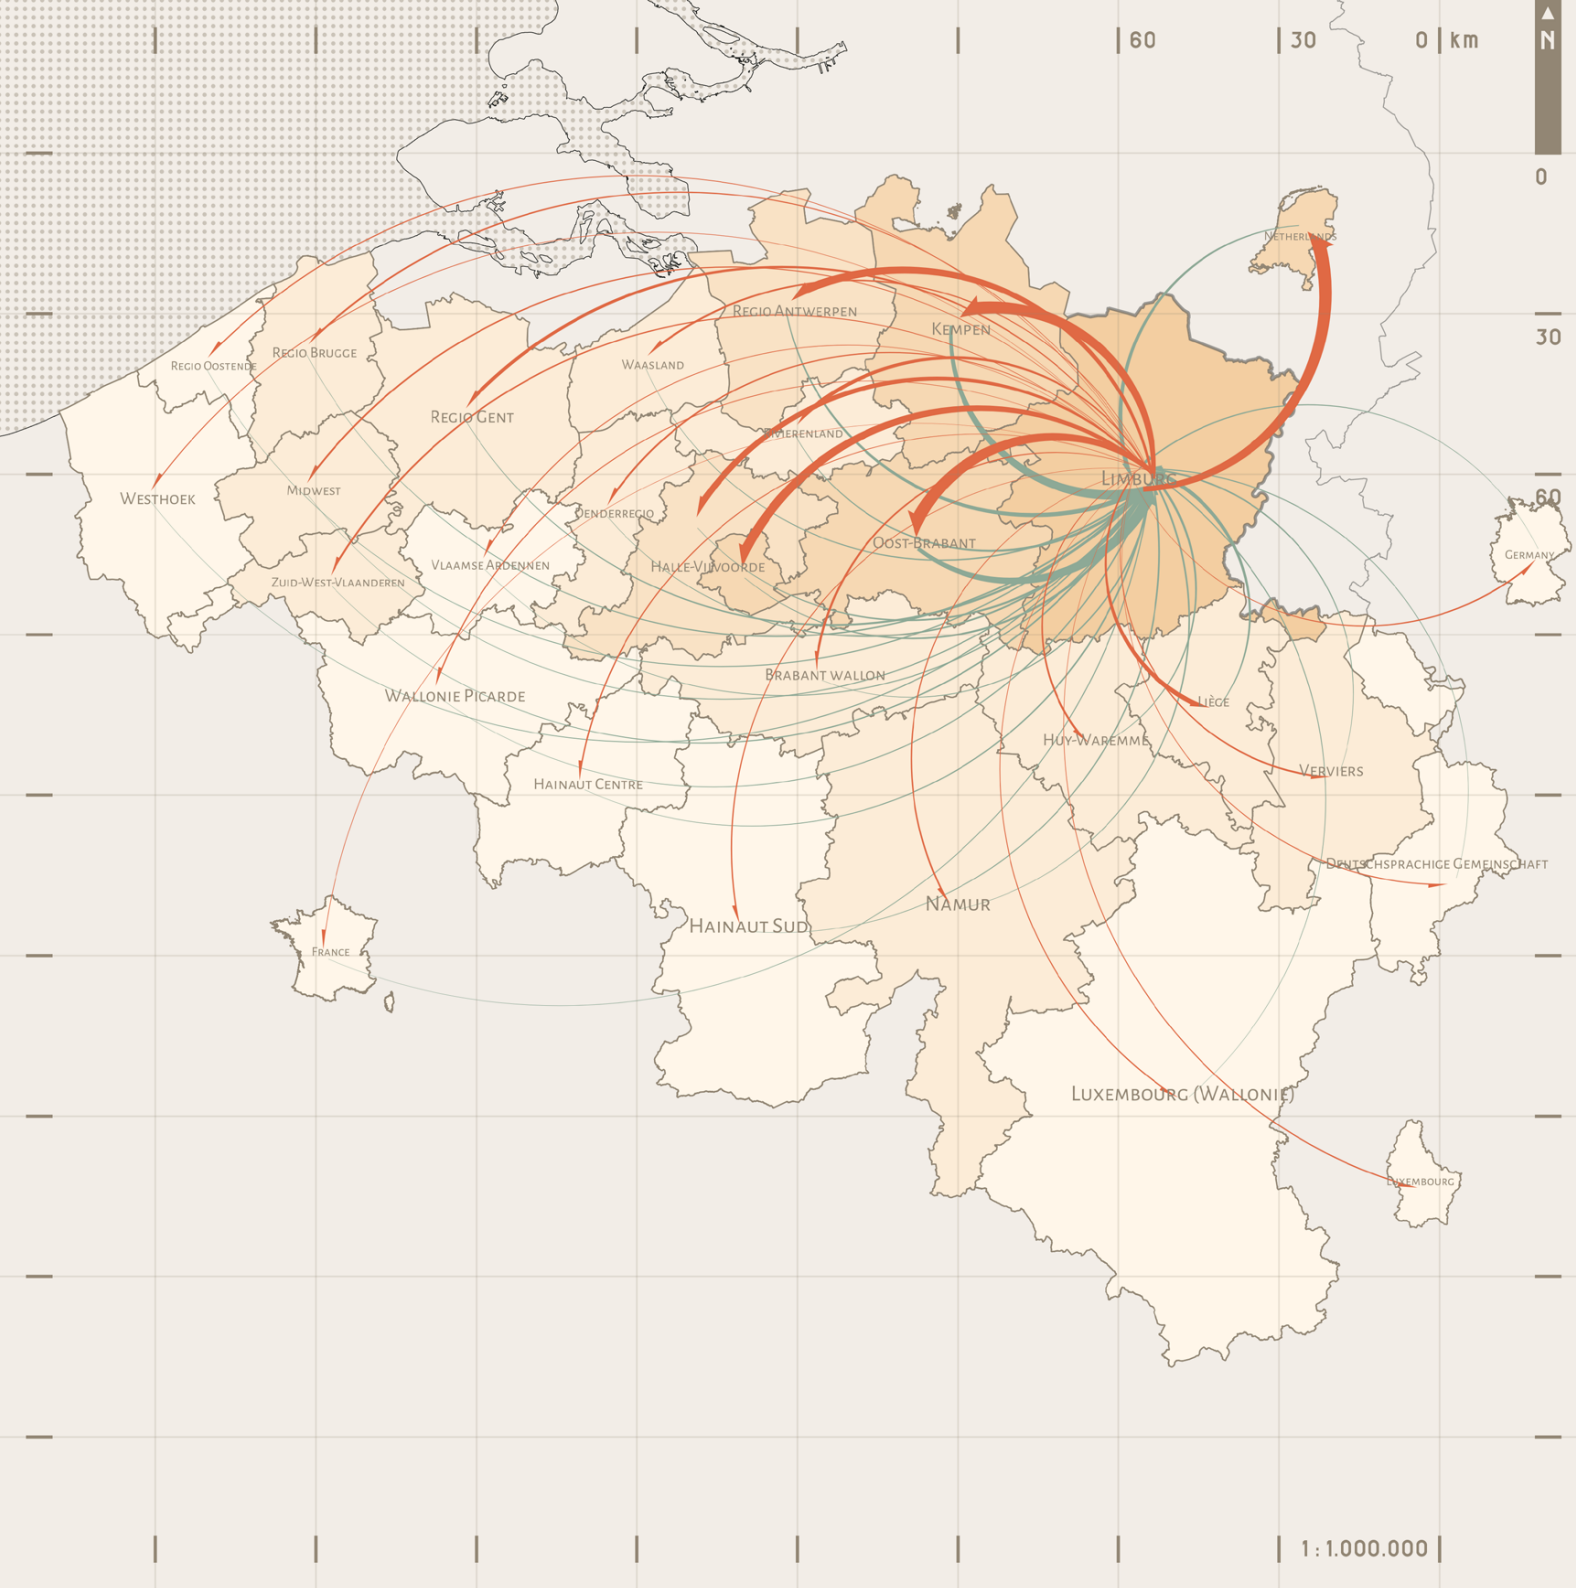 60
30
0
km
N
0
Netherlands
Regio Antwerpen
Kempen
30
Regio Brugge
Regio Oostende
Waasland
Regio Gent
Rivierenland
Limburg
Midwest
Westhoek
60
Denderregio
Oost-Brabant
Germany
Vlaamse Ardennen
Halle-Vilvoorde
Zuid-West-Vlaanderen
Brabant wallon
Wallonie Picarde
Liège
Huy-Waremme
Verviers
Hainaut Centre
Deutschsprachige Gemeinschaft
Namur
Hainaut Sud
France
Luxembourg (Wallonie)
Luxembourg
1:1.000.000